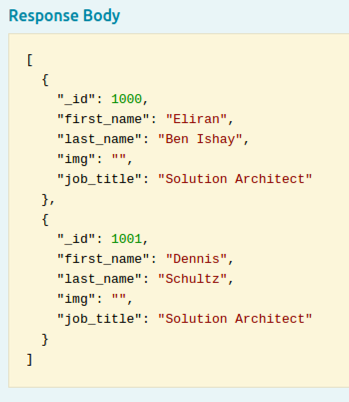 Response Body
[
  {
    "_id": 1000,
    "first_name": "Eliran",
    "last_name": "Ben Ishay",
    "img": "",
    "job_title": "Solution Architect"
  },
  {
    "_id": 1001,
    "first_name": "Dennis",
    "last_name": "Schultz",
    "img": "",
    "job_title": "Solution Architect"
  }
]